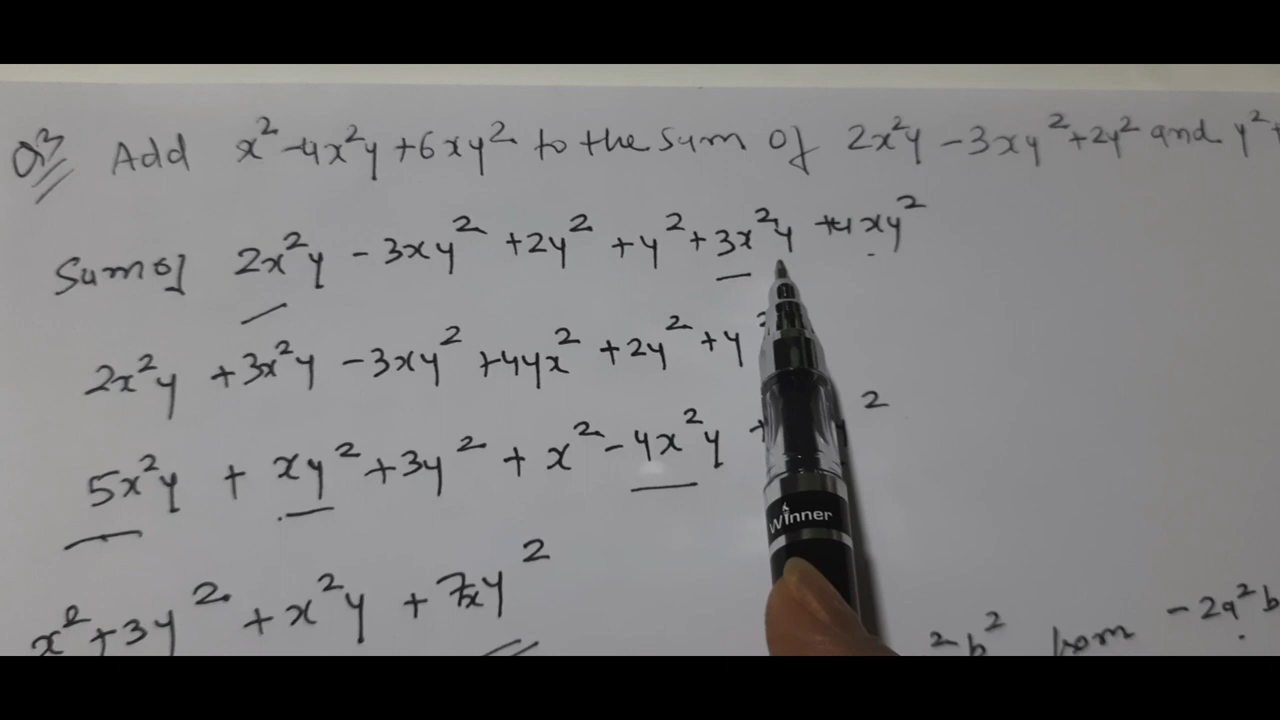 Q3 Add x² - 4x²y + 6xy² to the sum of 2x²y - 3xy² + 2y² and y² +
Sum of 2x²y - 3xy² + 2y² + y² + 3x²y + 4xy²
2x²y + 3x²y - 3xy² + 4yx² + 2y² + y
5x²y + xy² + 3y² + x² - 4x²y + ²
x² + 3y² + x²y + 7xy²
²b² from - 2a²b
Winner